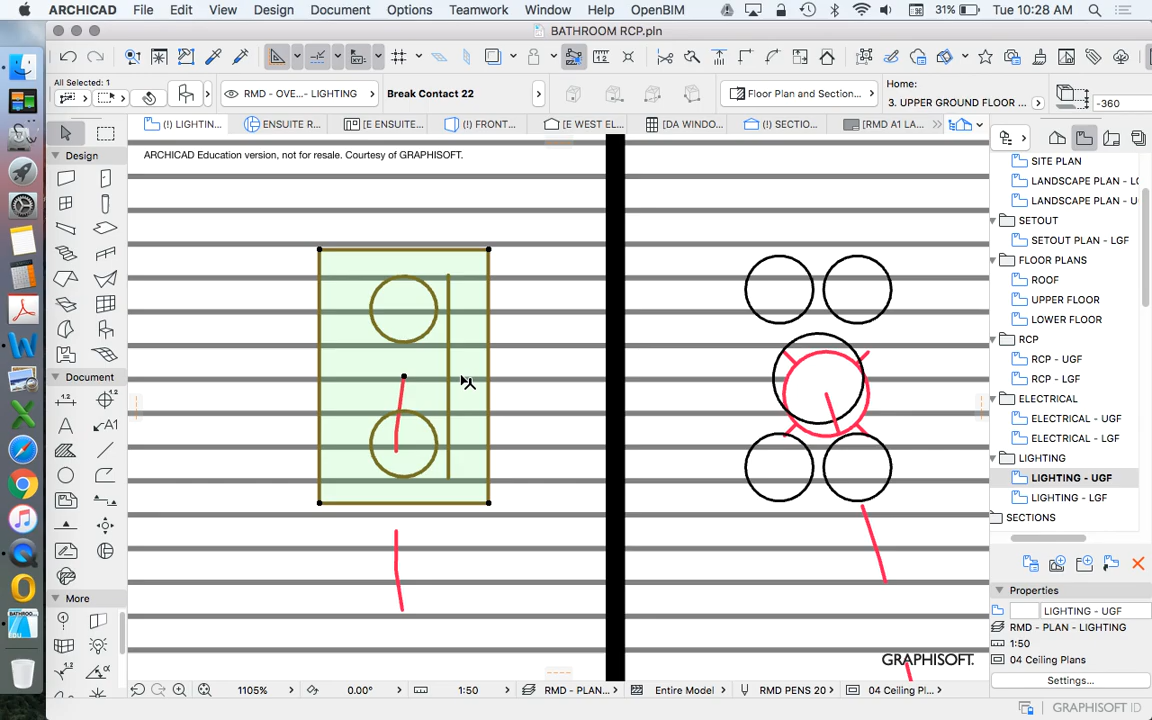 ARCHICAD File Edit View Design Document Options Teamwork Window Help OpenBIM 31% Tue 10:28 AM
BATHROOM RCP.pln
All Selected: 1
RMD - OVE...- LIGHTING
Break Contact 22
Floor Plan and Section...
Home:
3. UPPER GROUND FLOOR ...
-360
(!) LIGHTIN... ENSUITE R... [E ENSUITE... (!) FRONT... [E WEST EL... [DA WINDO... (!) SECTIO... [RMD A1 LA...
Design
ARCHICAD Education version, not for resale. Courtesy of GRAPHISOFT.
SITE PLAN
LANDSCAPE PLAN - LG
LANDSCAPE PLAN - U
SETOUT
SETOUT PLAN - LGF
FLOOR PLANS
ROOF
UPPER FLOOR
LOWER FLOOR
RCP
RCP - UGF
RCP - LGF
ELECTRICAL
ELECTRICAL - UGF
ELECTRICAL - LGF
LIGHTING
LIGHTING - UGF
LIGHTING - LGF
SECTIONS
Document
A A1
More
Properties
LIGHTING - UGF
RMD - PLAN - LIGHTING
1:50
04 Ceiling Plans
Settings...
GRAPHISOFT.
1105% 0.00° 1:50 RMD - PLAN... Entire Model RMD PENS 20 04 Ceiling Pl...
GRAPHISOFT ID